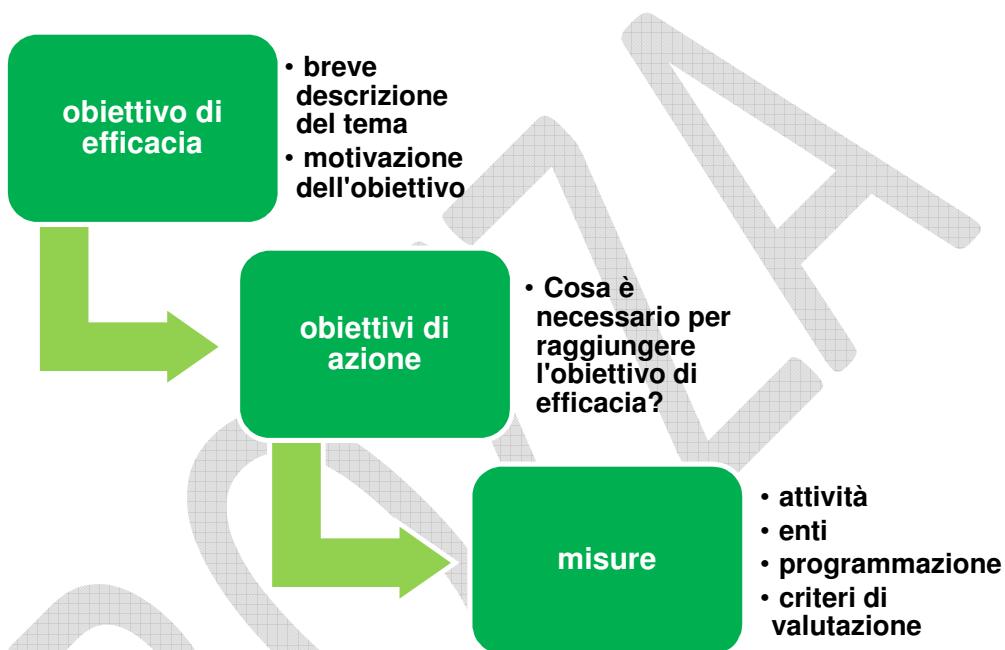 obiettivo di
efficacia
• breve
descrizione
del tema
• motivazione
dell'obiettivo
obiettivi di
azione
• Cosa è
necessario per
raggiungere
l'obiettivo di
efficacia?
misure
• attività
• enti
• programmazione
• criteri di
valutazione